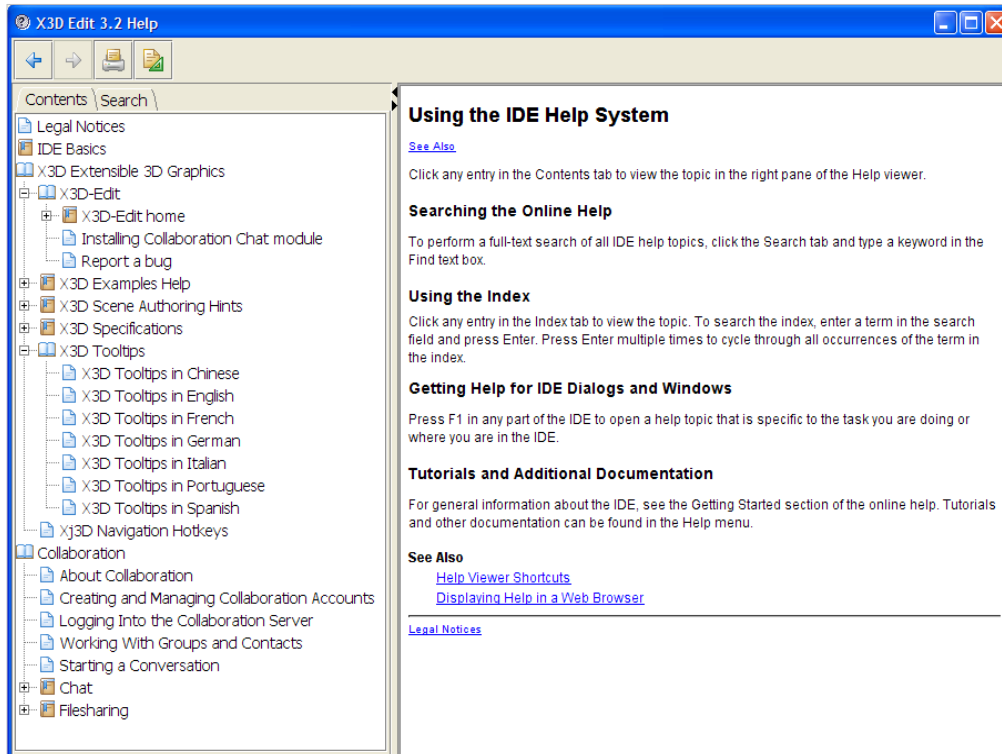 X3D Edit 3.2 Help
Contents
Search
Legal Notices
IDE Basics
X3D Extensible 3D Graphics
X3D-Edit
X3D-Edit home
Installing Collaboration Chat module
Report a bug
X3D Examples Help
X3D Scene Authoring Hints
X3D Specifications
X3D Tooltips
X3D Tooltips in Chinese
X3D Tooltips in English
X3D Tooltips in French
X3D Tooltips in German
X3D Tooltips in Italian
X3D Tooltips in Portuguese
X3D Tooltips in Spanish
Xj3D Navigation Hotkeys
Collaboration
About Collaboration
Creating and Managing Collaboration Accounts
Logging Into the Collaboration Server
Working With Groups and Contacts
Starting a Conversation
Chat
Filesharing
Using the IDE Help System
See Also
Click any entry in the Contents tab to view the topic in the right pane of the Help viewer.
Searching the Online Help
To perform a full-text search of all IDE help topics, click the Search tab and type a keyword in the
Find text box.
Using the Index
Click any entry in the Index tab to view the topic. To search the index, enter a term in the search
field and press Enter. Press Enter multiple times to cycle through all occurrences of the term in
the index.
Getting Help for IDE Dialogs and Windows
Press F1 in any part of the IDE to open a help topic that is specific to the task you are doing or
where you are in the IDE.
Tutorials and Additional Documentation
For general information about the IDE, see the Getting Started section of the online help. Tutorials
and other documentation can be found in the Help menu.
See Also
Help Viewer Shortcuts
Displaying Help in a Web Browser
Legal Notices